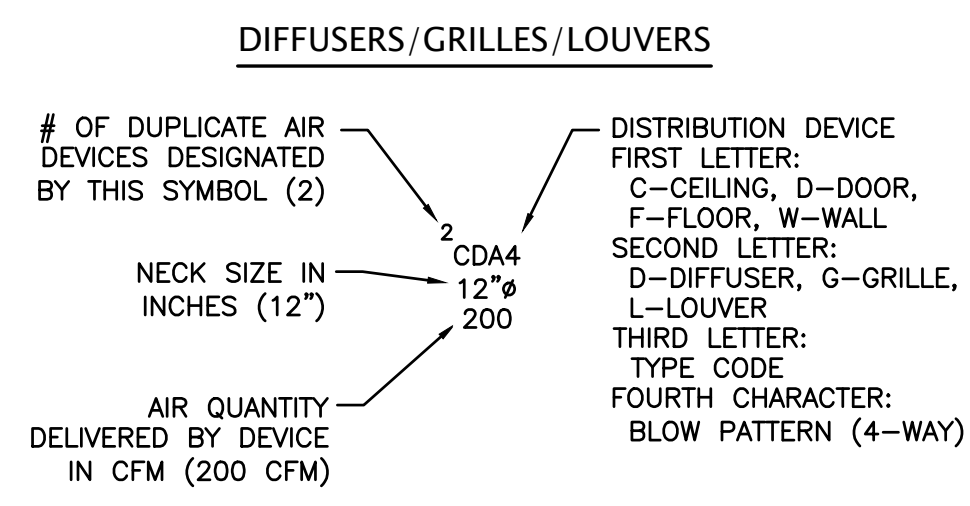 DIFFUSERS/GRILLES/LOUVERS
# OF DUPLICATE AIR
DEVICES DESIGNATED
BY THIS SYMBOL (2)
NECK SIZE IN
INCHES (12")
AIR QUANTITY
DELIVERED BY DEVICE
IN CFM (200 CFM)
2
CDA4
12"ø
200
DISTRIBUTION DEVICE
FIRST LETTER:
C-CEILING, D-DOOR,
F-FLOOR, W-WALL
SECOND LETTER:
D-DIFFUSER, G-GRILLE,
L-LOUVER
THIRD LETTER:
TYPE CODE
FOURTH CHARACTER:
BLOW PATTERN (4-WAY)